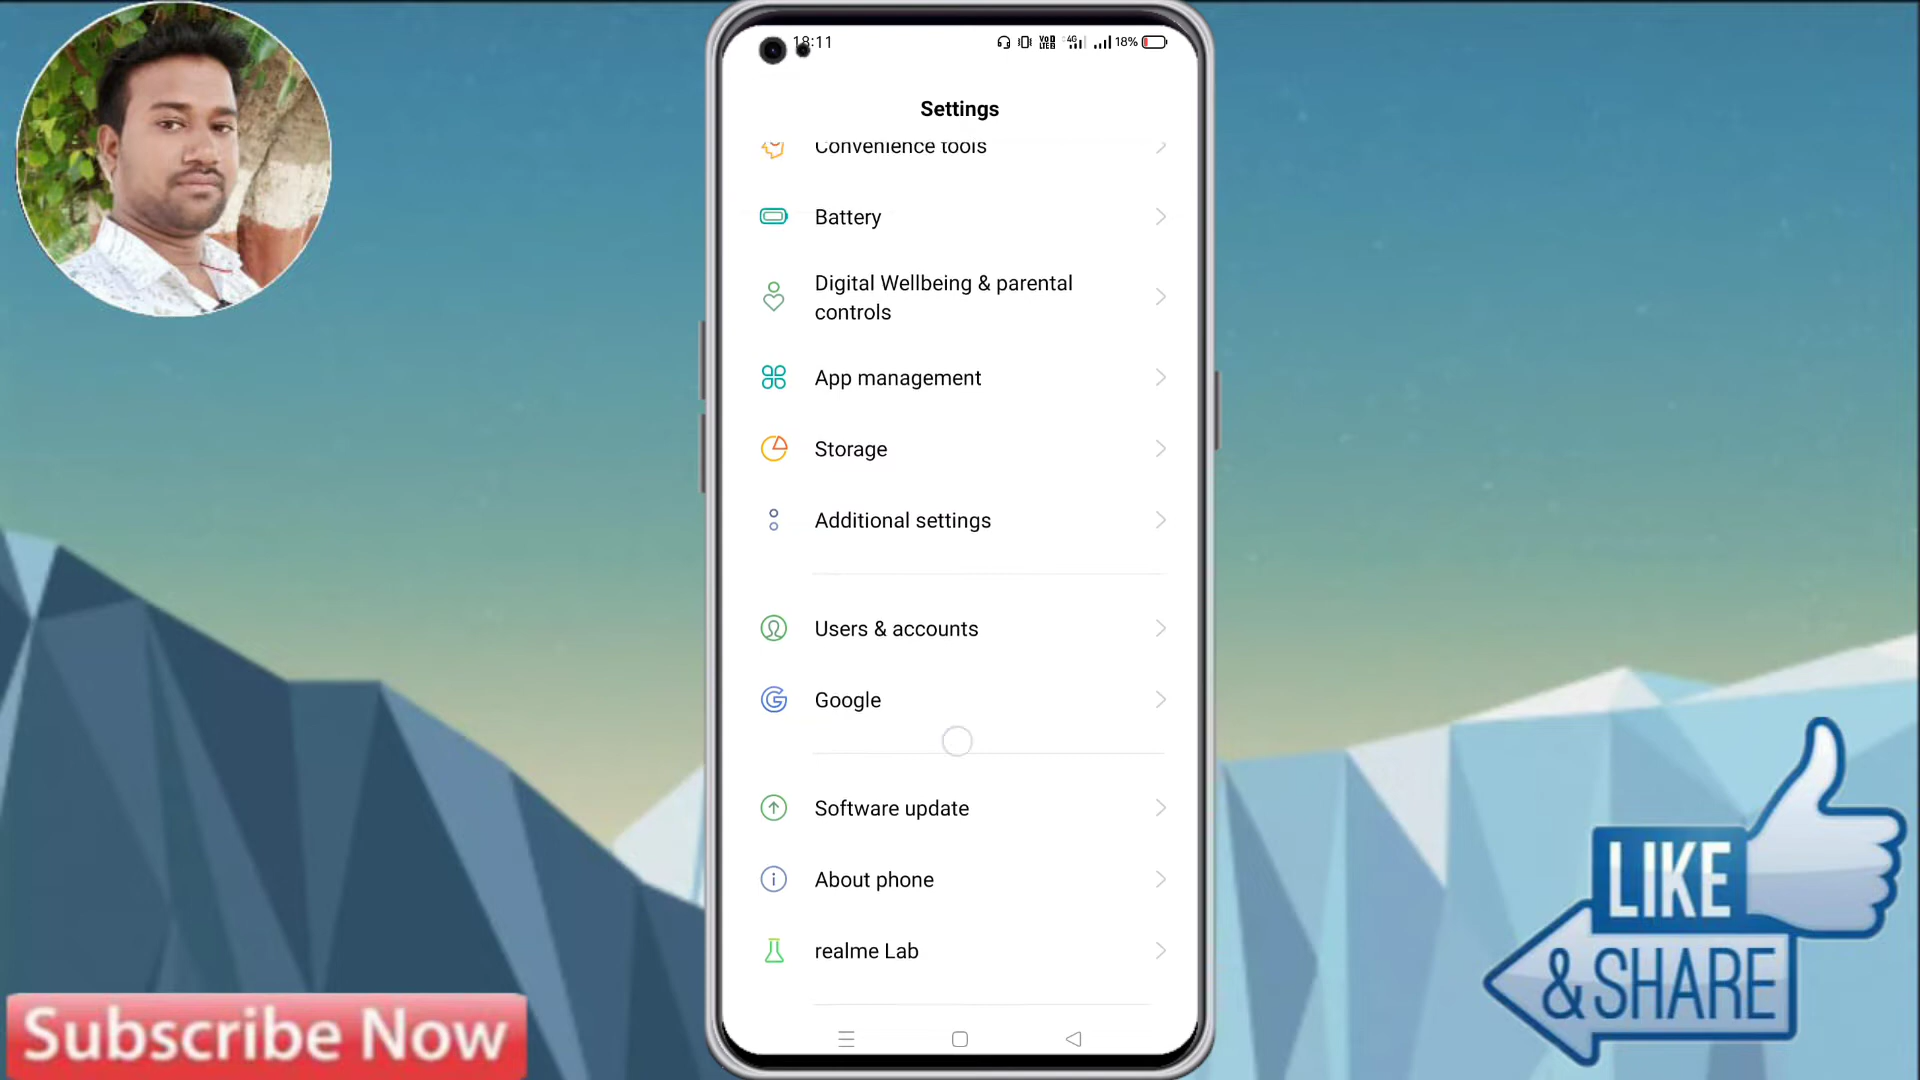 18:11
18%
Settings
Convenience tools
Battery
Digital Wellbeing & parental
controls
App management
Storage
Additional settings
Users & accounts
Google
Software update
About phone
realme Lab
LIKE
& SHARE
Subscribe Now